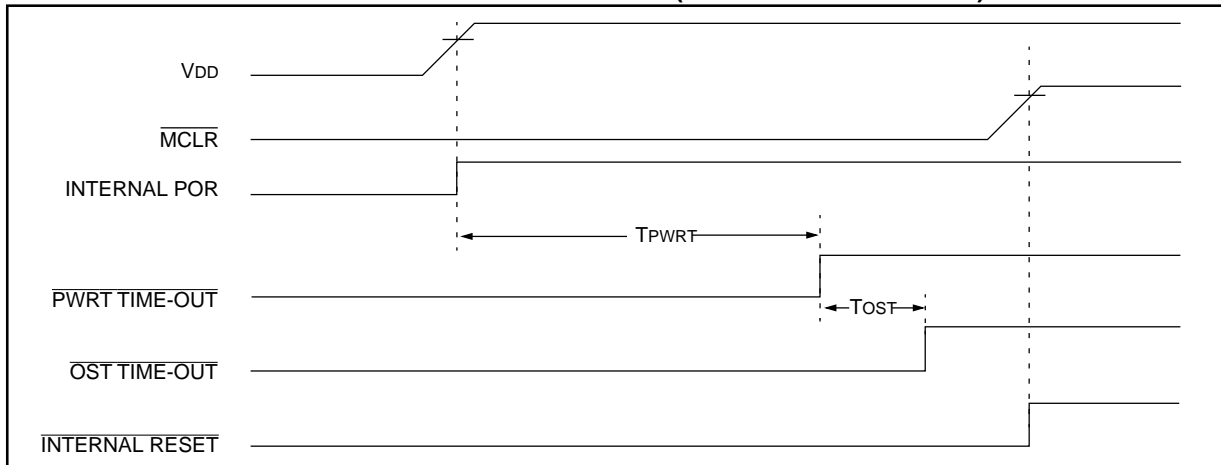 VDD
MCLR
INTERNAL POR
TPWRT
PWRT TIME-OUT
TOST
OST TIME-OUT
INTERNAL RESET